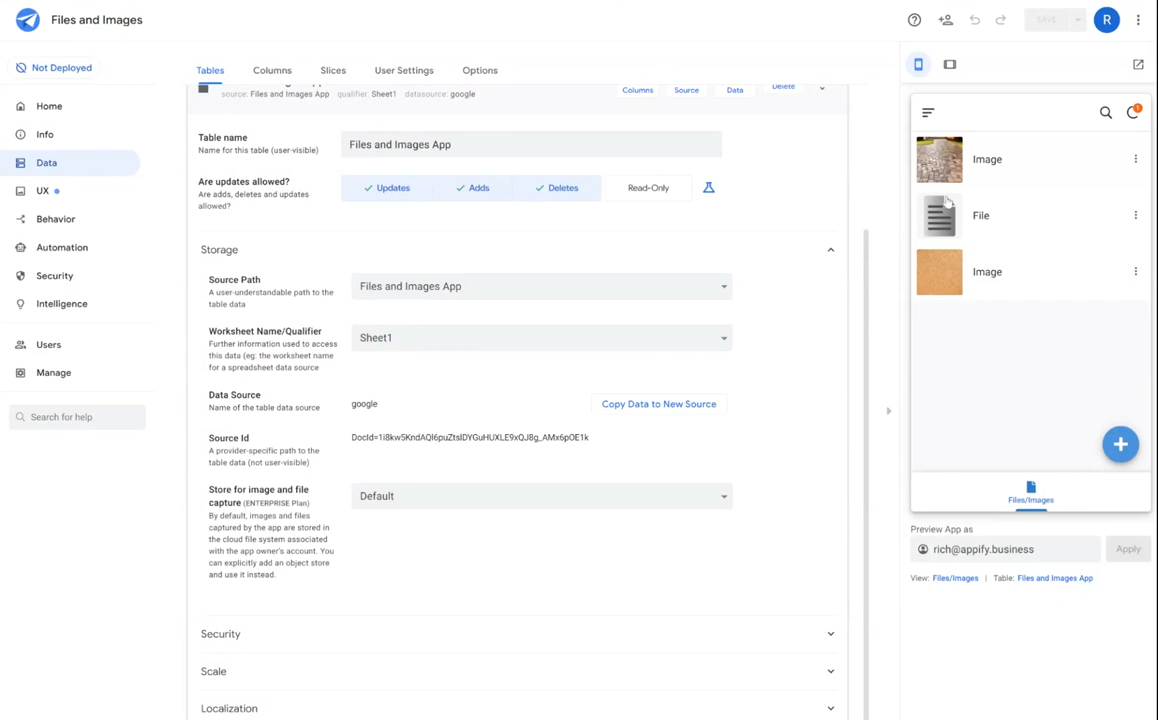 Files and Images
SAVE
R
Not Deployed
Home
Info
Data
UX
Behavior
Automation
Security
Intelligence
Users
Manage
Search for help
Tables
Columns
Slices
User Settings
Options
source: Files and Images App qualifier: Sheet1 datasource: google
Columns
Source
Data
Delete
Table name
Name for this table (user-visible)
Files and Images App
Are updates allowed?
Are adds, deletes and updates
allowed?
Updates
Adds
Deletes
Read-Only
Storage
Source Path
A user-understandable path to the
table data
Files and Images App
Worksheet Name/Qualifier
Further information used to access
this data (eg: the worksheet name
for a spreadsheet data source
Sheet1
Data Source
Name of the table data source
google
Copy Data to New Source
Source Id
A provider-specific path to the
table data (not user-visible)
DocId=1i8kw5KndAQI6puZtslDYGuHUXLE9xQJ8g_AMx6pOE1k
Store for image and file
capture (ENTERPRISE Plan)
By default, images and files
captured by the app are stored in
the cloud file system associated
with the app owner's account. You
can explicitly add an object store
and use it instead.
Default
Security
Scale
Localization
1
Image
File
Image
Files/Images
Preview App as
rich@appify.business
Apply
View: Files/Images | Table: Files and Images App